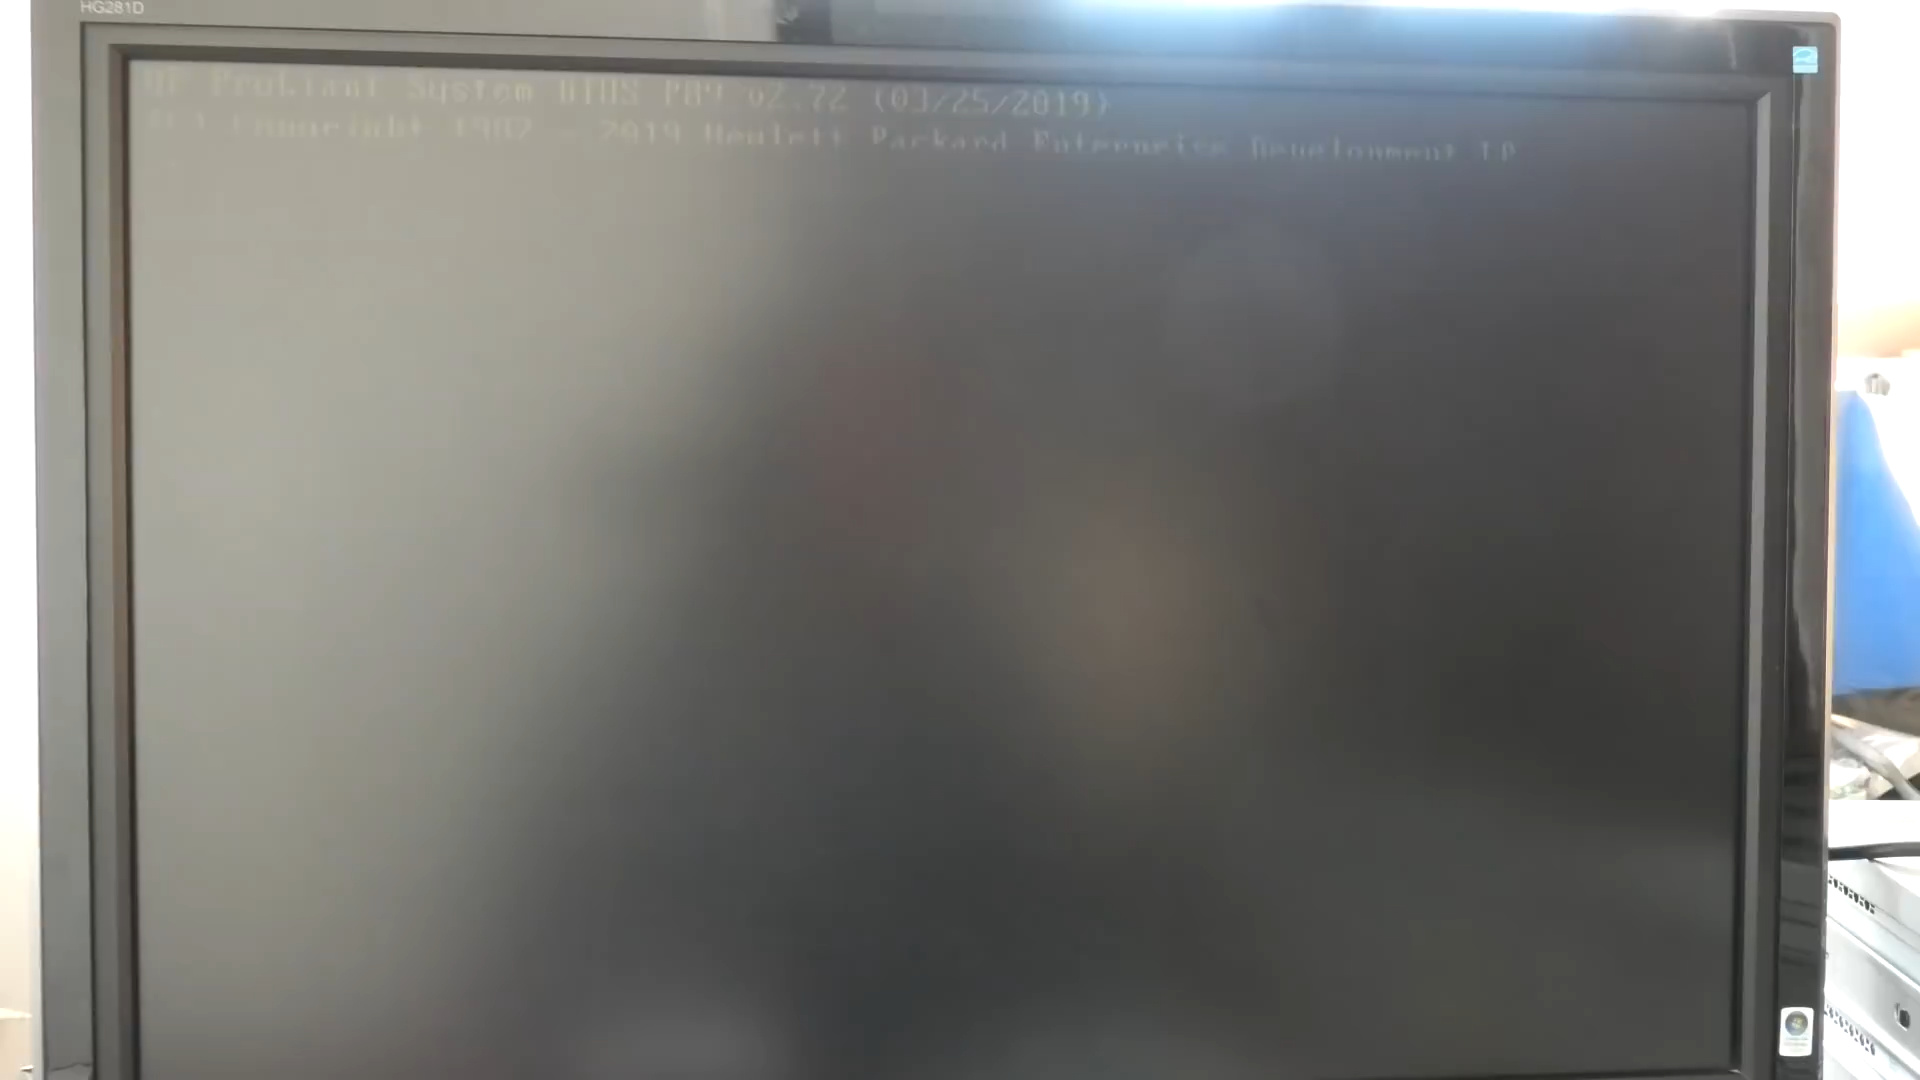 HG281D
HP ProLiant System BIOS P89 v2.72 (03/25/2019)
(C) Copyright 1982 - 2019 Hewlett Packard Enterprise Development LP